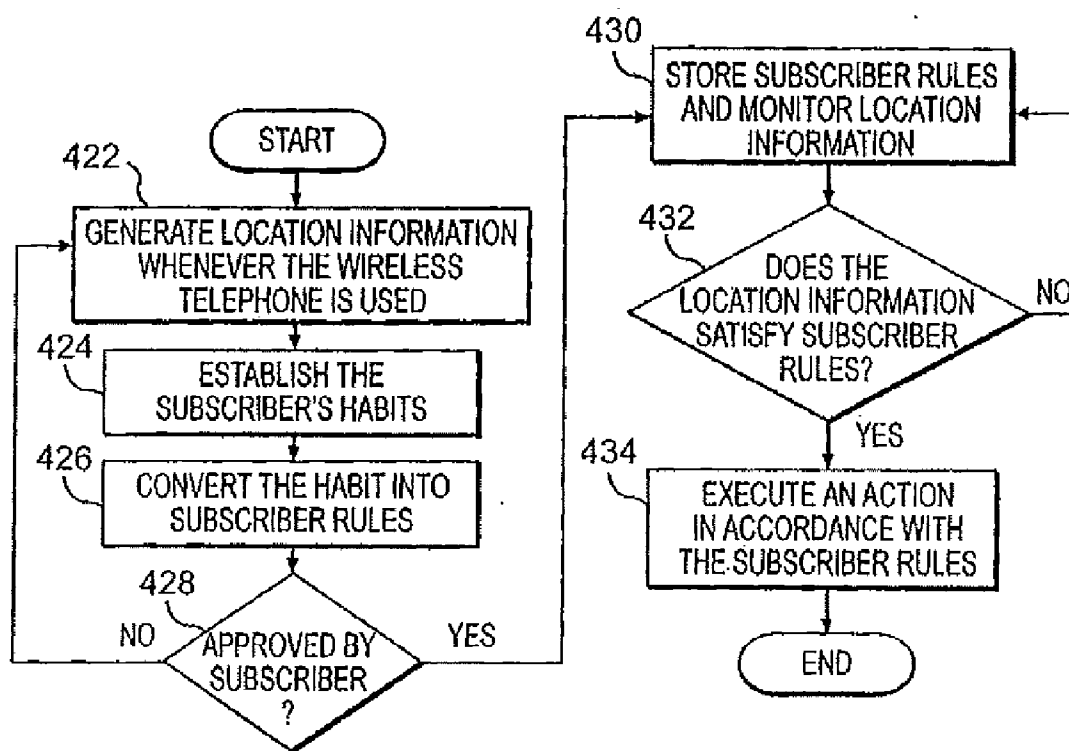 START
422
GENERATE LOCATION INFORMATION
WHENEVER THE WIRELESS
TELEPHONE IS USED
424
ESTABLISH THE
SUBSCRIBER'S HABITS
426
CONVERT THE HABIT INTO
SUBSCRIBER RULES
428
NO
YES
APPROVED BY
SUBSCRIBER
?
430
STORE SUBSCRIBER RULES
AND MONITOR LOCATION
INFORMATION
432
DOES THE
LOCATION INFORMATION
SATISFY SUBSCRIBER
RULES?
NO
YES
434
EXECUTE AN ACTION
IN ACCORDANCE WITH
THE SUBSCRIBER RULES
END